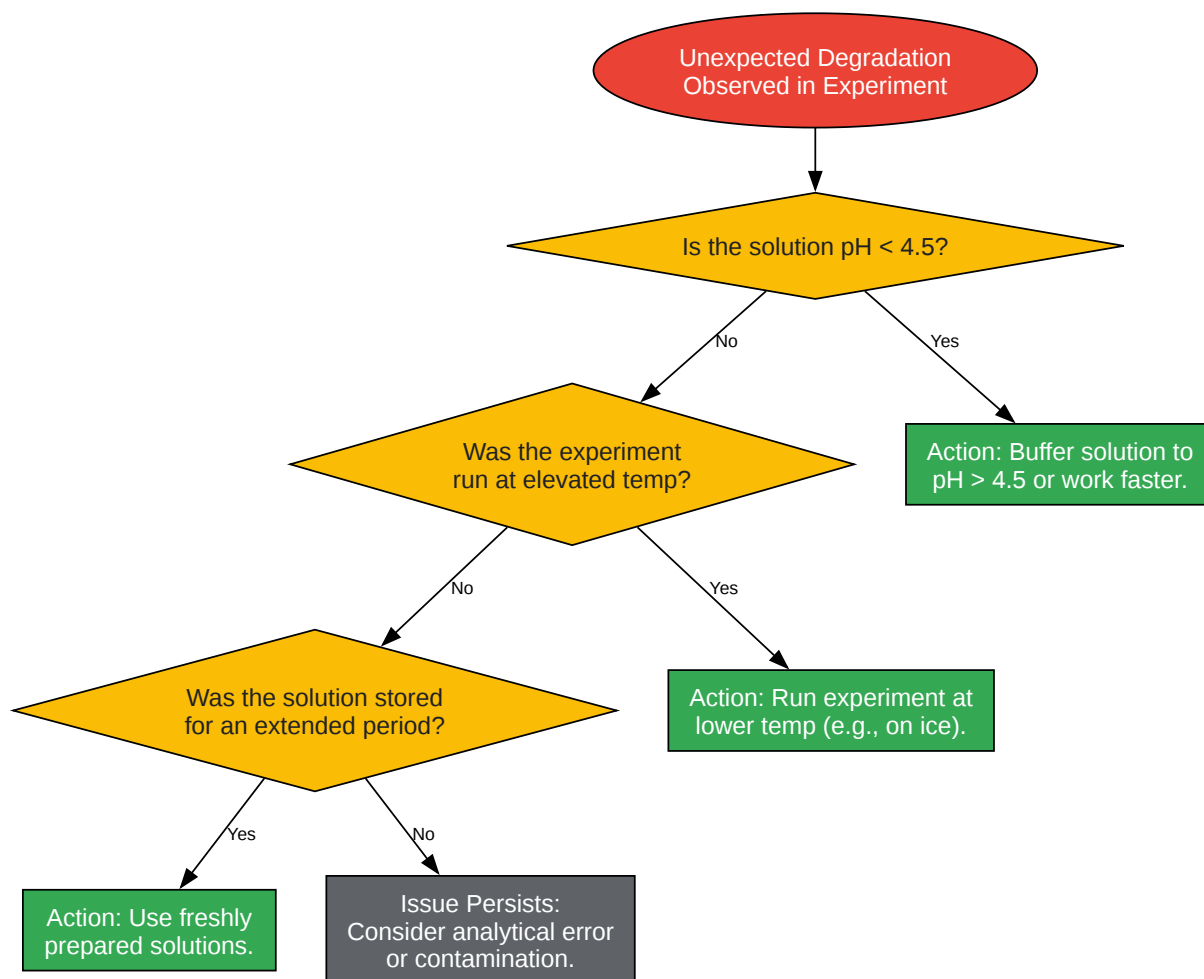 Unexpected Degradation
Observed in Experiment
Is the solution pH < 4.5?
No
Yes
Was the experiment
run at elevated temp?
Action: Buffer solution to
pH > 4.5 or work faster.
No
Yes
Was the solution stored
for an extended period?
Action: Run experiment at
lower temp (e.g., on ice).
Yes
No
Action: Use freshly
prepared solutions.
Issue Persists:
Consider analytical error
or contamination.